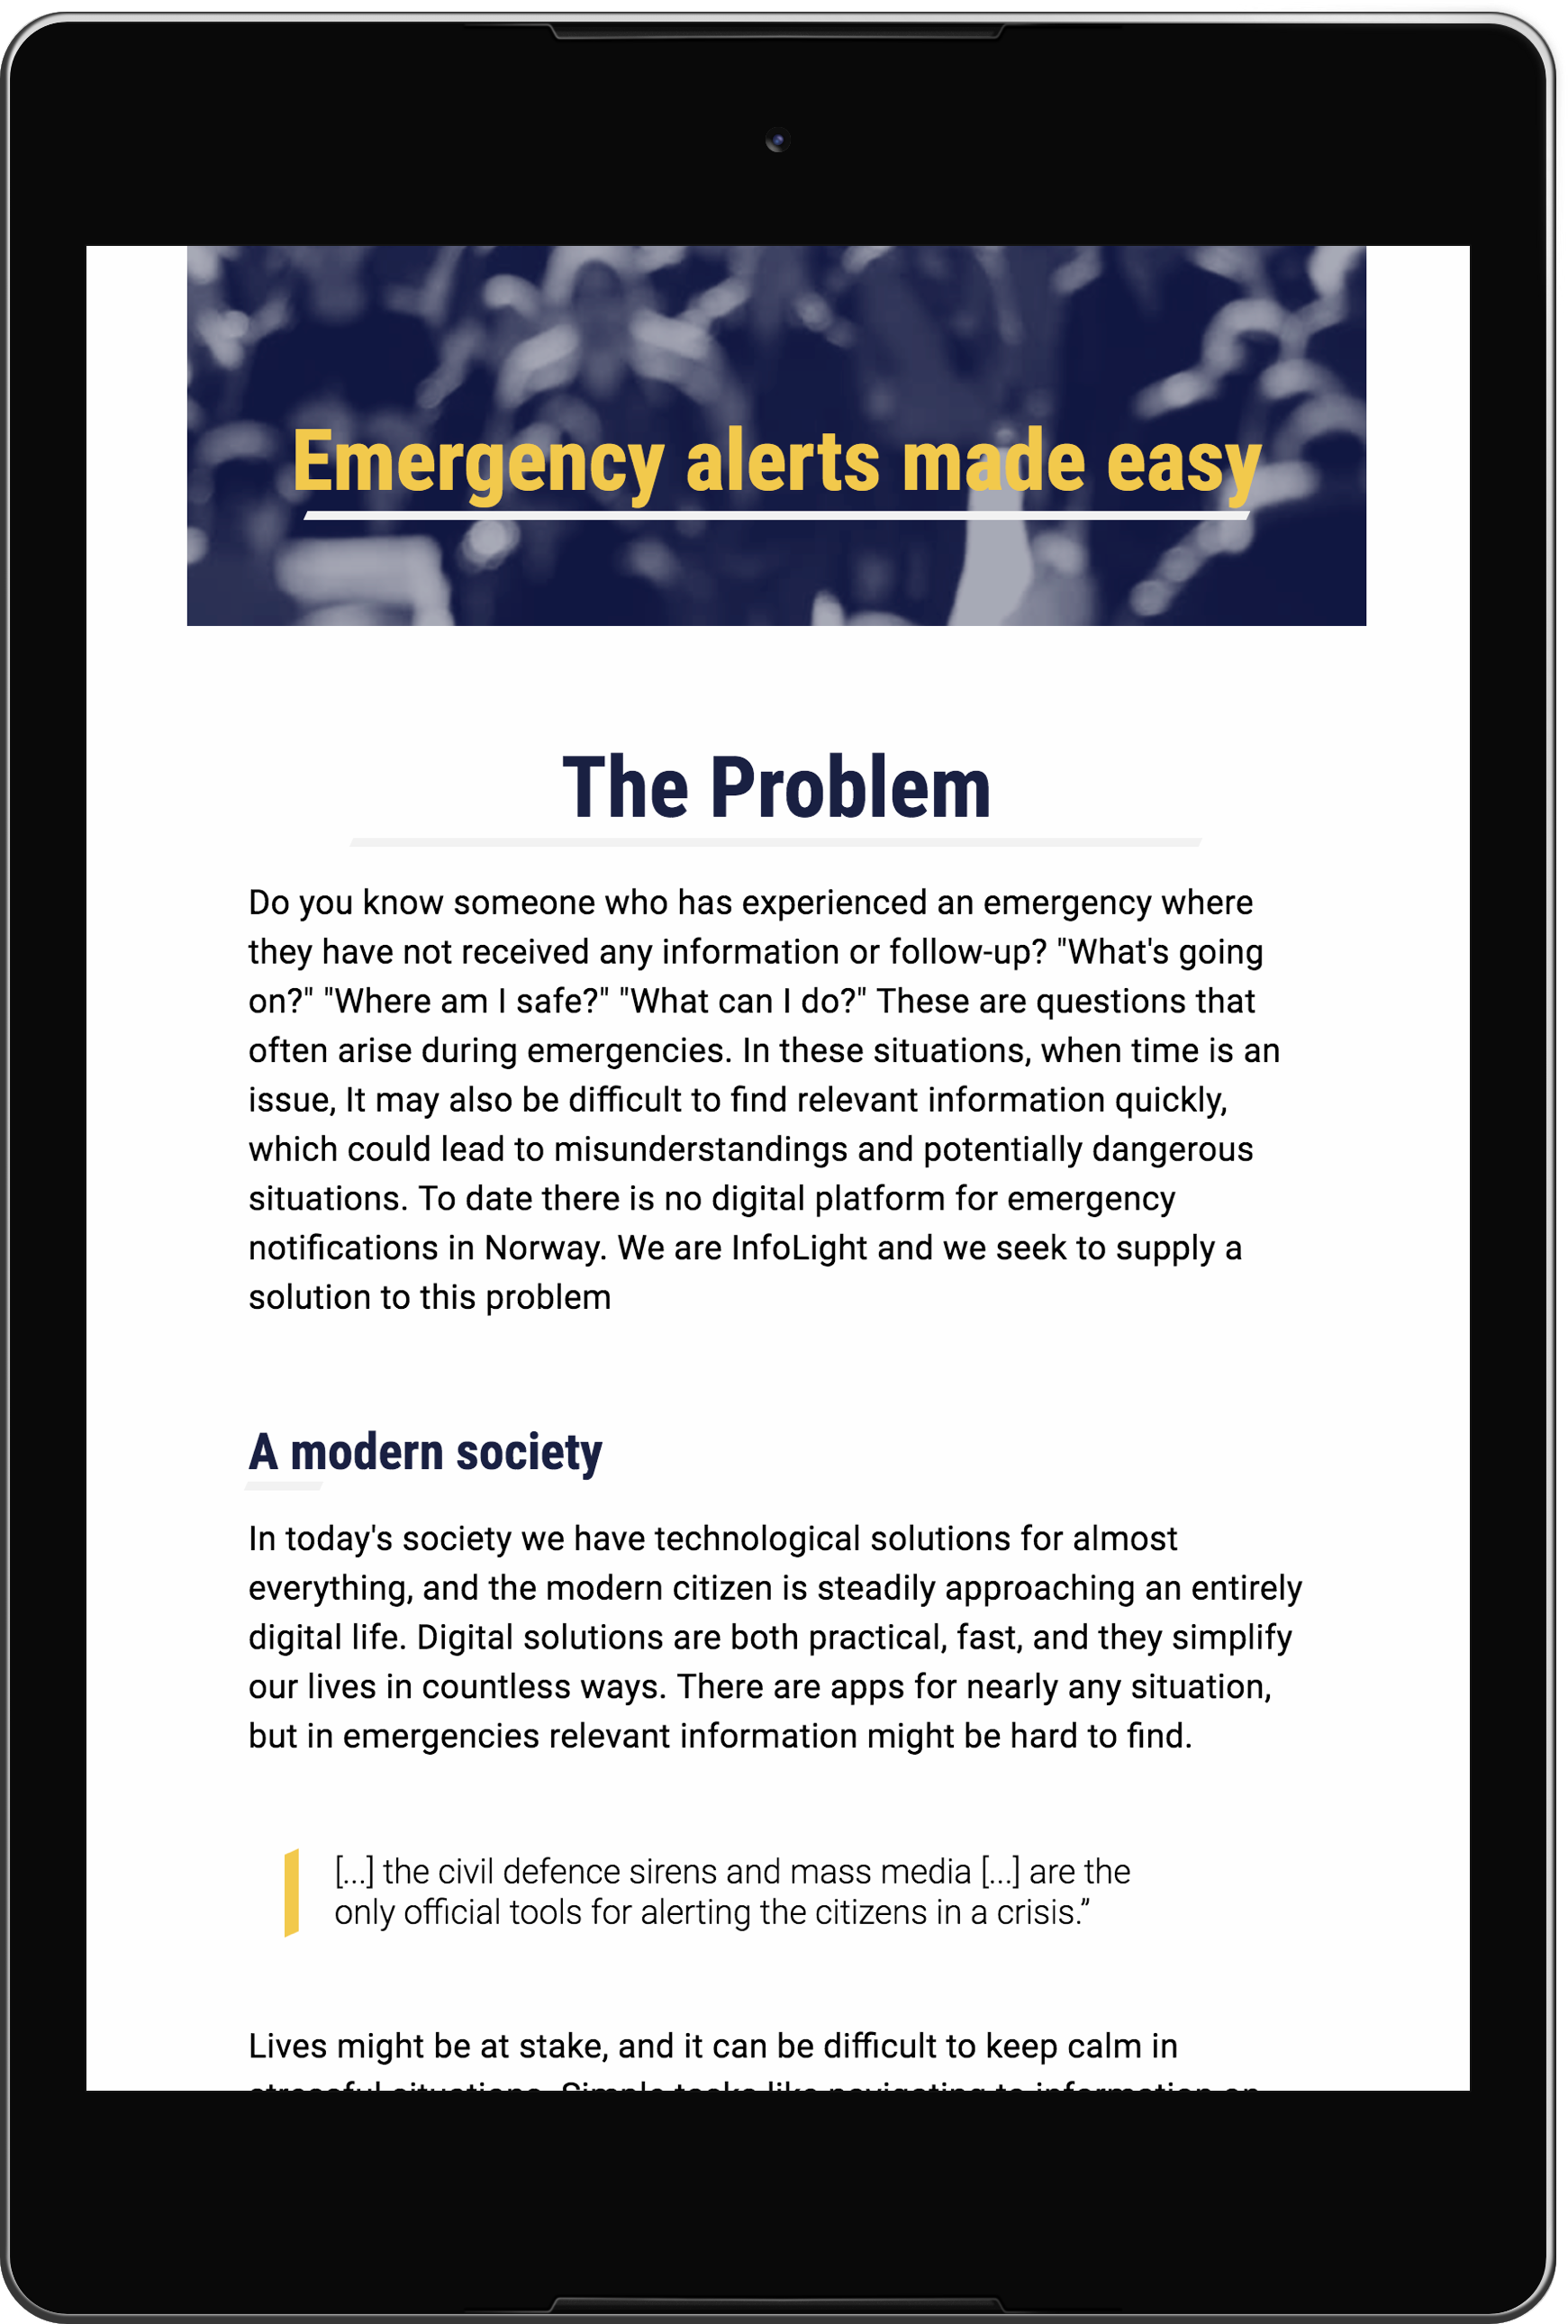 Emergency alerts made easy
The Problem
Do you know someone who has experienced an emergency where
they have not received any information or follow-up? "What's going
on?" "Where am I safe?" "What can I do?" These are questions that
often arise during emergencies. In these situations, when time is an
issue, It may also be difficult to find relevant information quickly,
which could lead to misunderstandings and potentially dangerous
situations. To date there is no digital platform for emergency
notifications in Norway. We are InfoLight and we seek to supply a
solution to this problem
A modern society
In today's society we have technological solutions for almost
everything, and the modern citizen is steadily approaching an entirely
digital life. Digital solutions are both practical, fast, and they simplify
our lives in countless ways. There are apps for nearly any situation,
but in emergencies relevant information might be hard to find.
[...] the civil defence sirens and mass media [...] are the
only official tools for alerting the citizens in a crisis.”
Lives might be at stake, and it can be difficult to keep calm in
stressful situations. Simple tasks like navigating to information on